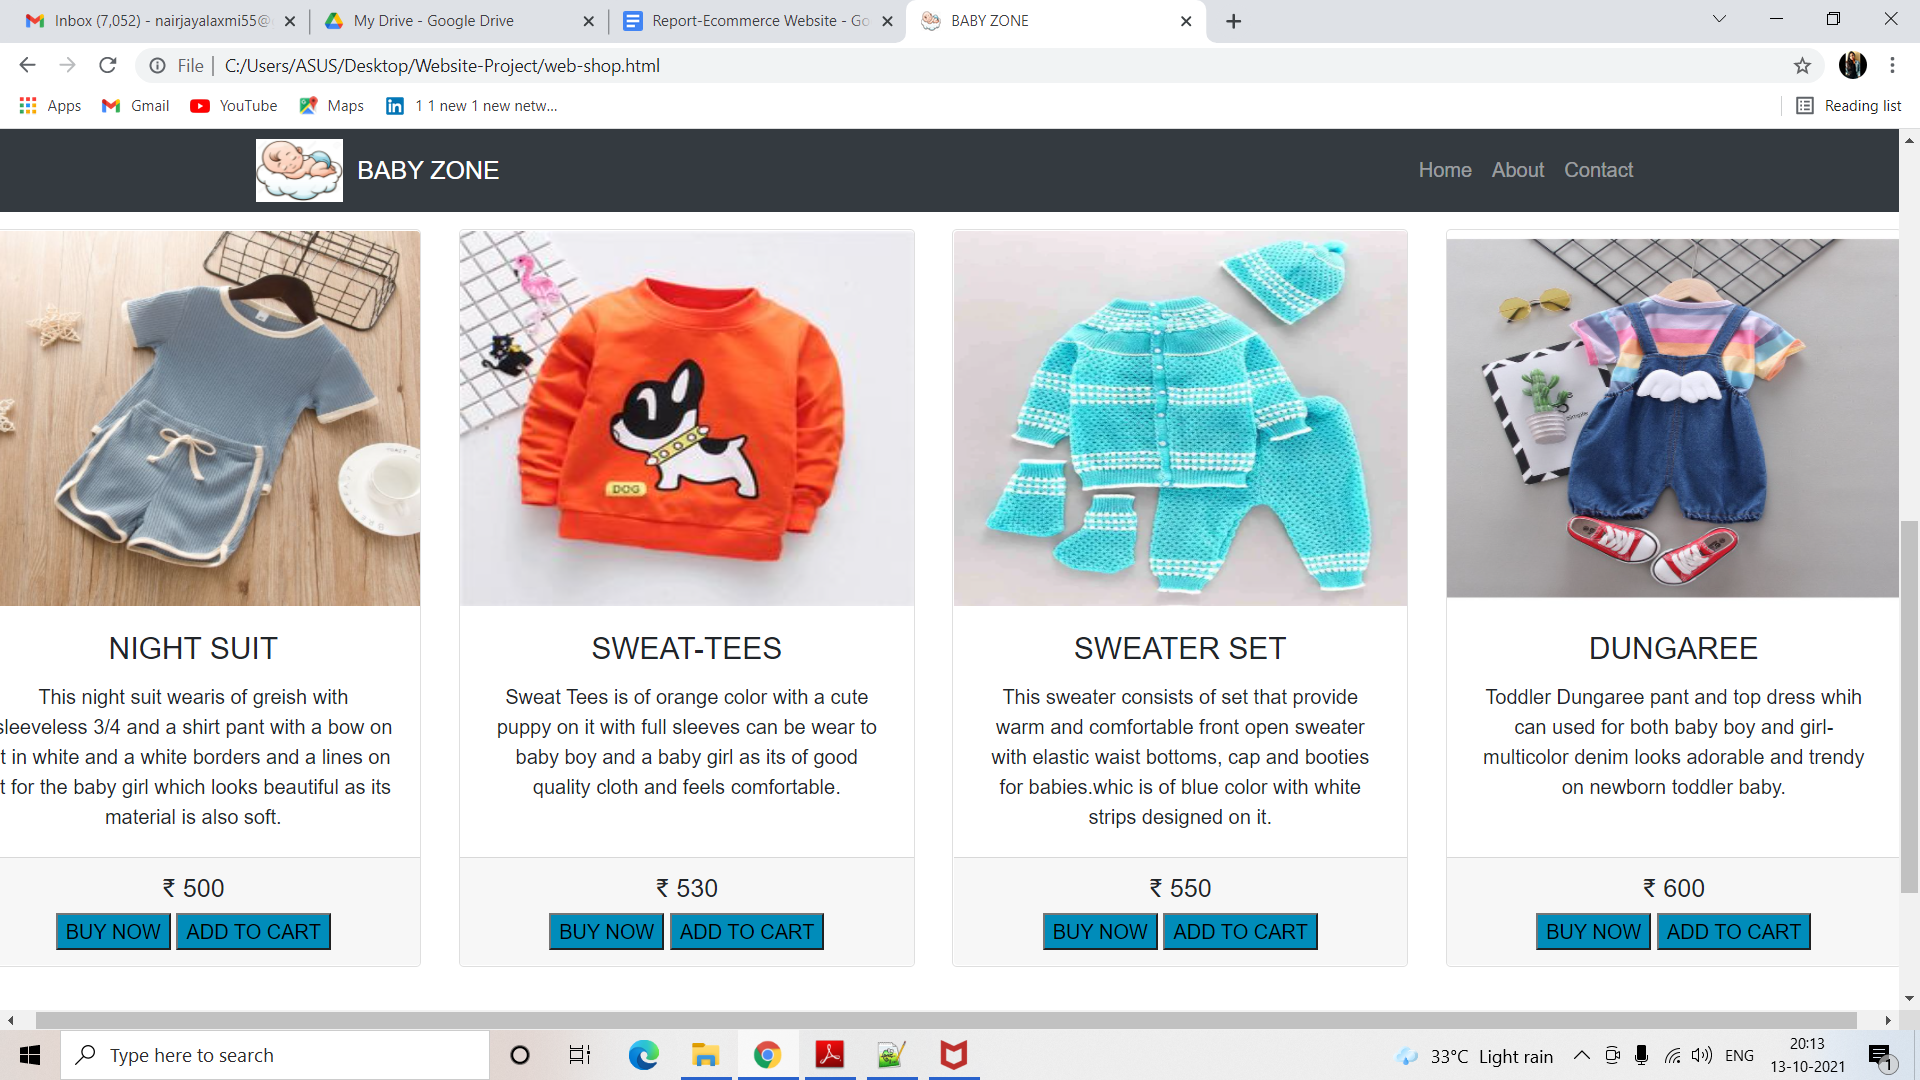 Inbox (7,052) - nairjayalaxmi55@
My Drive - Google Drive
Report-Ecommerce Website - Go
BABY ZONE
File
C:/Users/ASUS/Desktop/Website-Project/web-shop.html
Apps
Gmail
YouTube
Maps
1 1 new 1 new netw...
Reading list
BABY ZONE
Home
About
Contact
DOG
Simple
NIGHT SUIT
This night suit wearis of greish with
sleeveless 3/4 and a shirt pant with a bow on
t in white and a white borders and a lines on
t for the baby girl which looks beautiful as its
material is also soft.
₹ 500
BUY NOW
ADD TO CART
SWEAT-TEES
Sweat Tees is of orange color with a cute
puppy on it with full sleeves can be wear to
baby boy and a baby girl as its of good
quality cloth and feels comfortable.
₹ 530
BUY NOW
ADD TO CART
SWEATER SET
This sweater consists of set that provide
warm and comfortable front open sweater
with elastic waist bottoms, cap and booties
for babies.whic is of blue color with white
strips designed on it.
₹ 550
BUY NOW
ADD TO CART
DUNGAREE
Toddler Dungaree pant and top dress whih
can used for both baby boy and girl-
multicolor denim looks adorable and trendy
on newborn toddler baby.
₹ 600
BUY NOW
ADD TO CART
Type here to search
33°C Light rain
ENG
20:13
13-10-2021
1